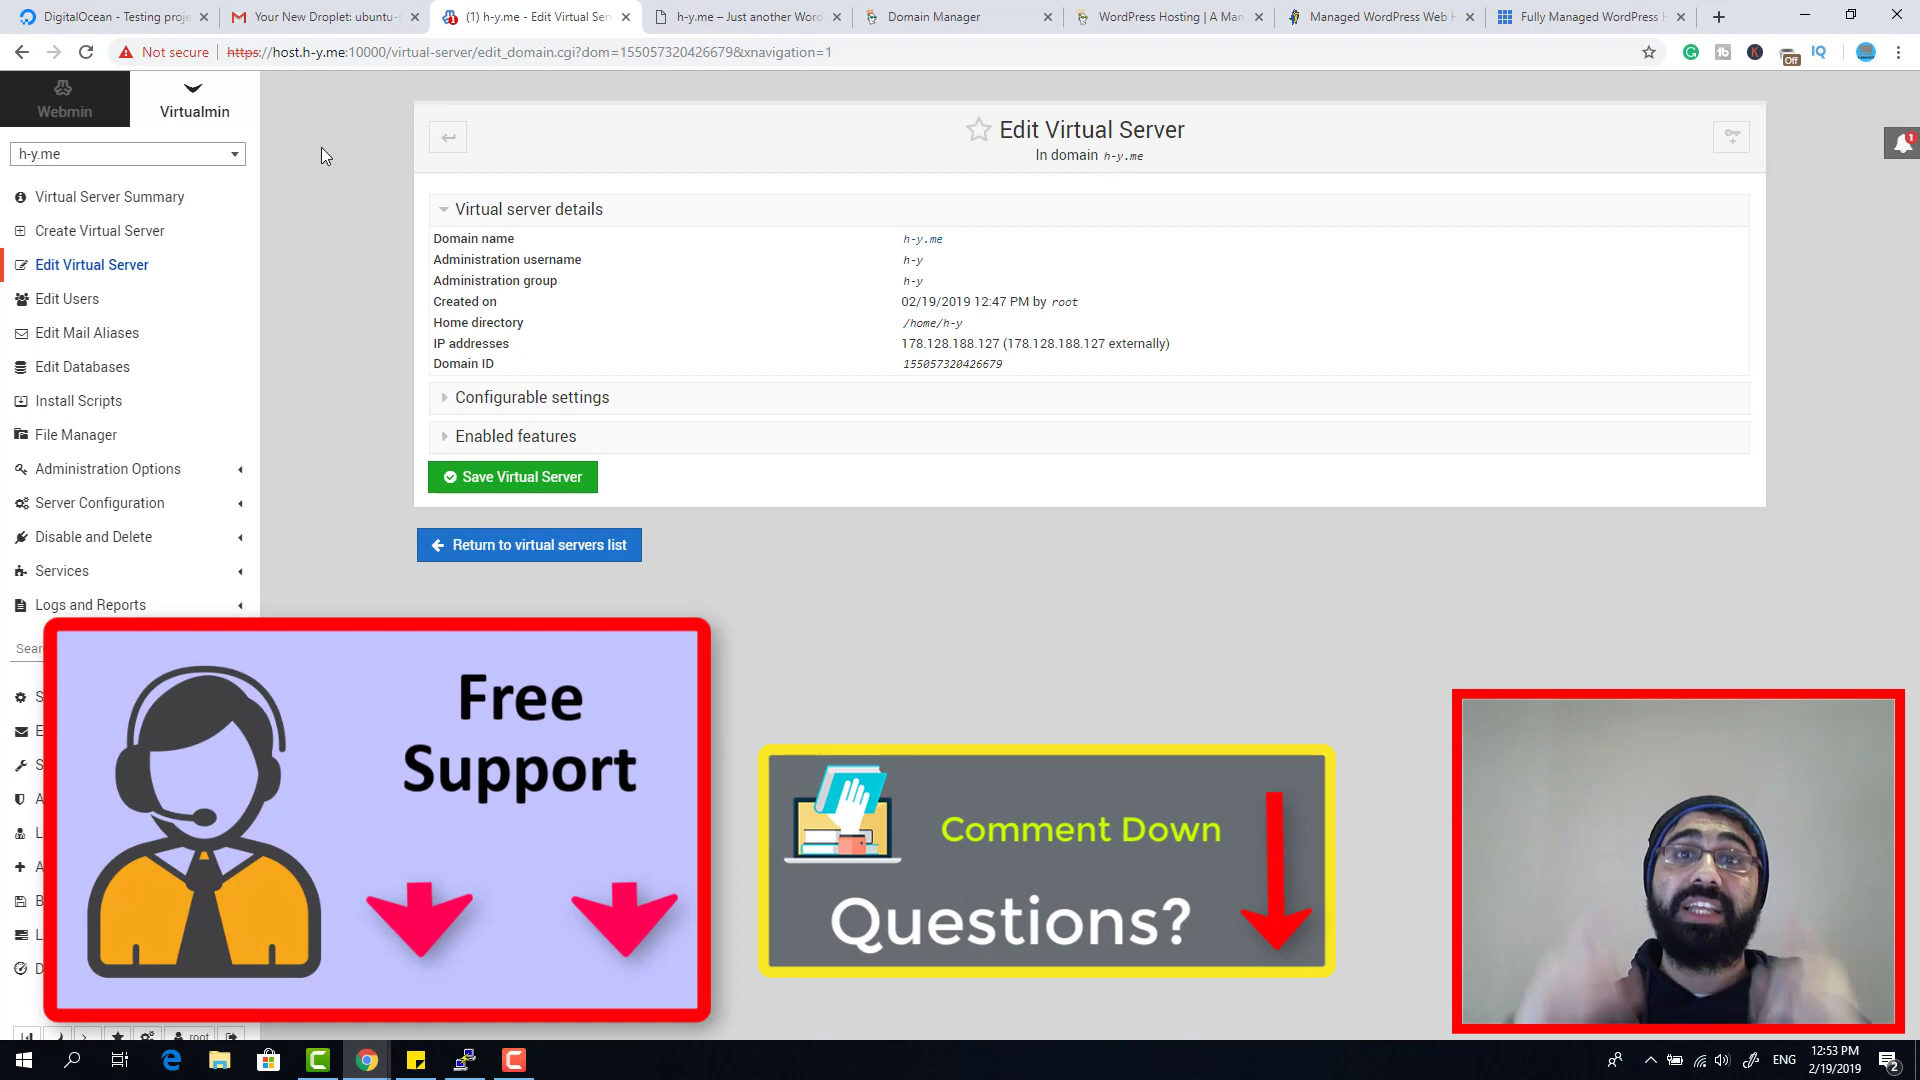 DigitalOcean - Testing proje
Your New Droplet: ubuntu-s
(1) h-y.me - Edit Virtual Serv
h-y.me – Just another Word
Domain Manager
WordPress Hosting | A Man
Managed WordPress Web H
Fully Managed WordPress H
Not secure
https://host.h-y.me:10000/virtual-server/edit_domain.cgi?dom=155057320426679&xnavigation=1
Off
IQ
Webmin
Virtualmin
h-y.me
Virtual Server Summary
Create Virtual Server
Edit Virtual Server
Edit Users
Edit Mail Aliases
Edit Databases
Install Scripts
File Manager
Administration Options
Server Configuration
Disable and Delete
Services
Logs and Reports
Sear
S
E
S
A
L
A
B
L
D
root
Edit Virtual Server
In domain h-y.me
1
Virtual server details
Domain name h-y.me
Administration username h-y
Administration group h-y
Created on 02/19/2019 12:47 PM by root
Home directory /home/h-y
IP addresses 178.128.188.127 (178.128.188.127 externally)
Domain ID 155057320426679
Configurable settings
Enabled features
Save Virtual Server
Return to virtual servers list
Free
Support
Comment Down
Questions?
ENG
12:53 PM
2/19/2019
2